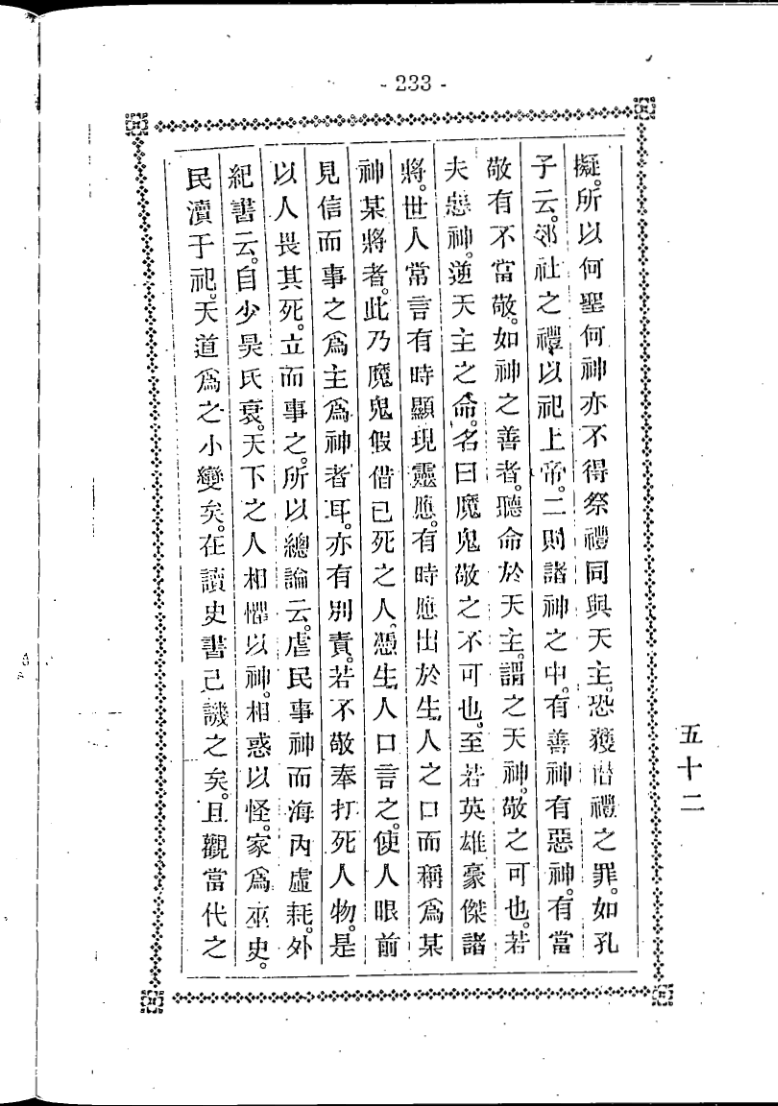 - 233 -
五十二
擬。所以何聖何神亦不得祭禮同與天主。恐獲僭禮之罪。如孔
子云。郊社之禮以祀上帝。二則諸神之中。有善神有惡神。有當
敬有不當敬。如神之善者。聽命於天主。謂之天神。敬之可也。若
夫惡神。逆天主之命。名曰魔鬼敬之不可也。至若英雄豪傑諸
將。世人常言有時顯現靈應。有時應出於生人之口而稱爲某
神某將者。此乃魔鬼假借已死之人。憑生人口言之。使人眼前
見信而事之爲主爲神者耳。亦有別責。若不敬奉打死人物。是
以人畏其死。立而事之。所以總論云。虐民事神而海內虛耗。外
紀書云。自少昊氏衰。天下之人相懼以神。相惑以怪。家爲巫史。
民瀆于祀。天道爲之小變矣。在讀史書已譏之矣。且觀當代之